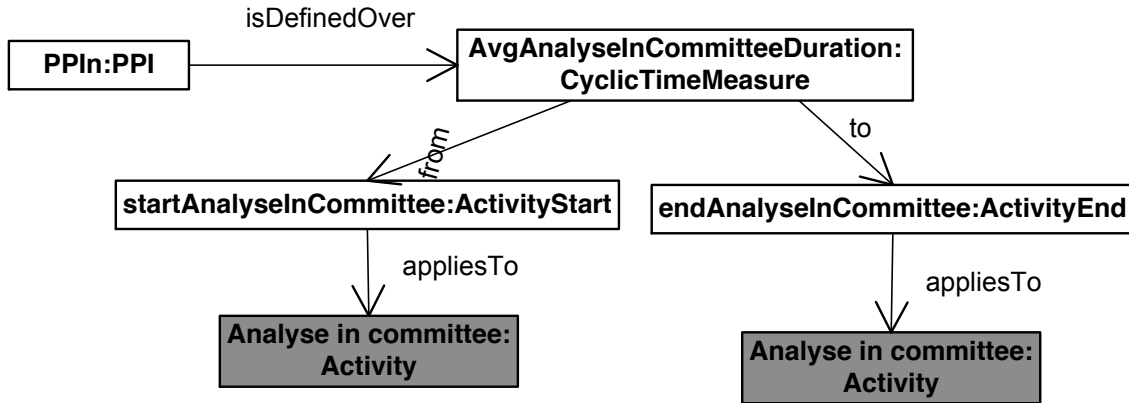 isDefinedOver
PPIn:PPI
AvgAnalyseInCommitteeDuration:
CyclicTimeMeasure
from
to
startAnalyseInCommittee:ActivityStart
endAnalyseInCommittee:ActivityEnd
appliesTo
appliesTo
Analyse in committee:
Activity
Analyse in committee:
Activity